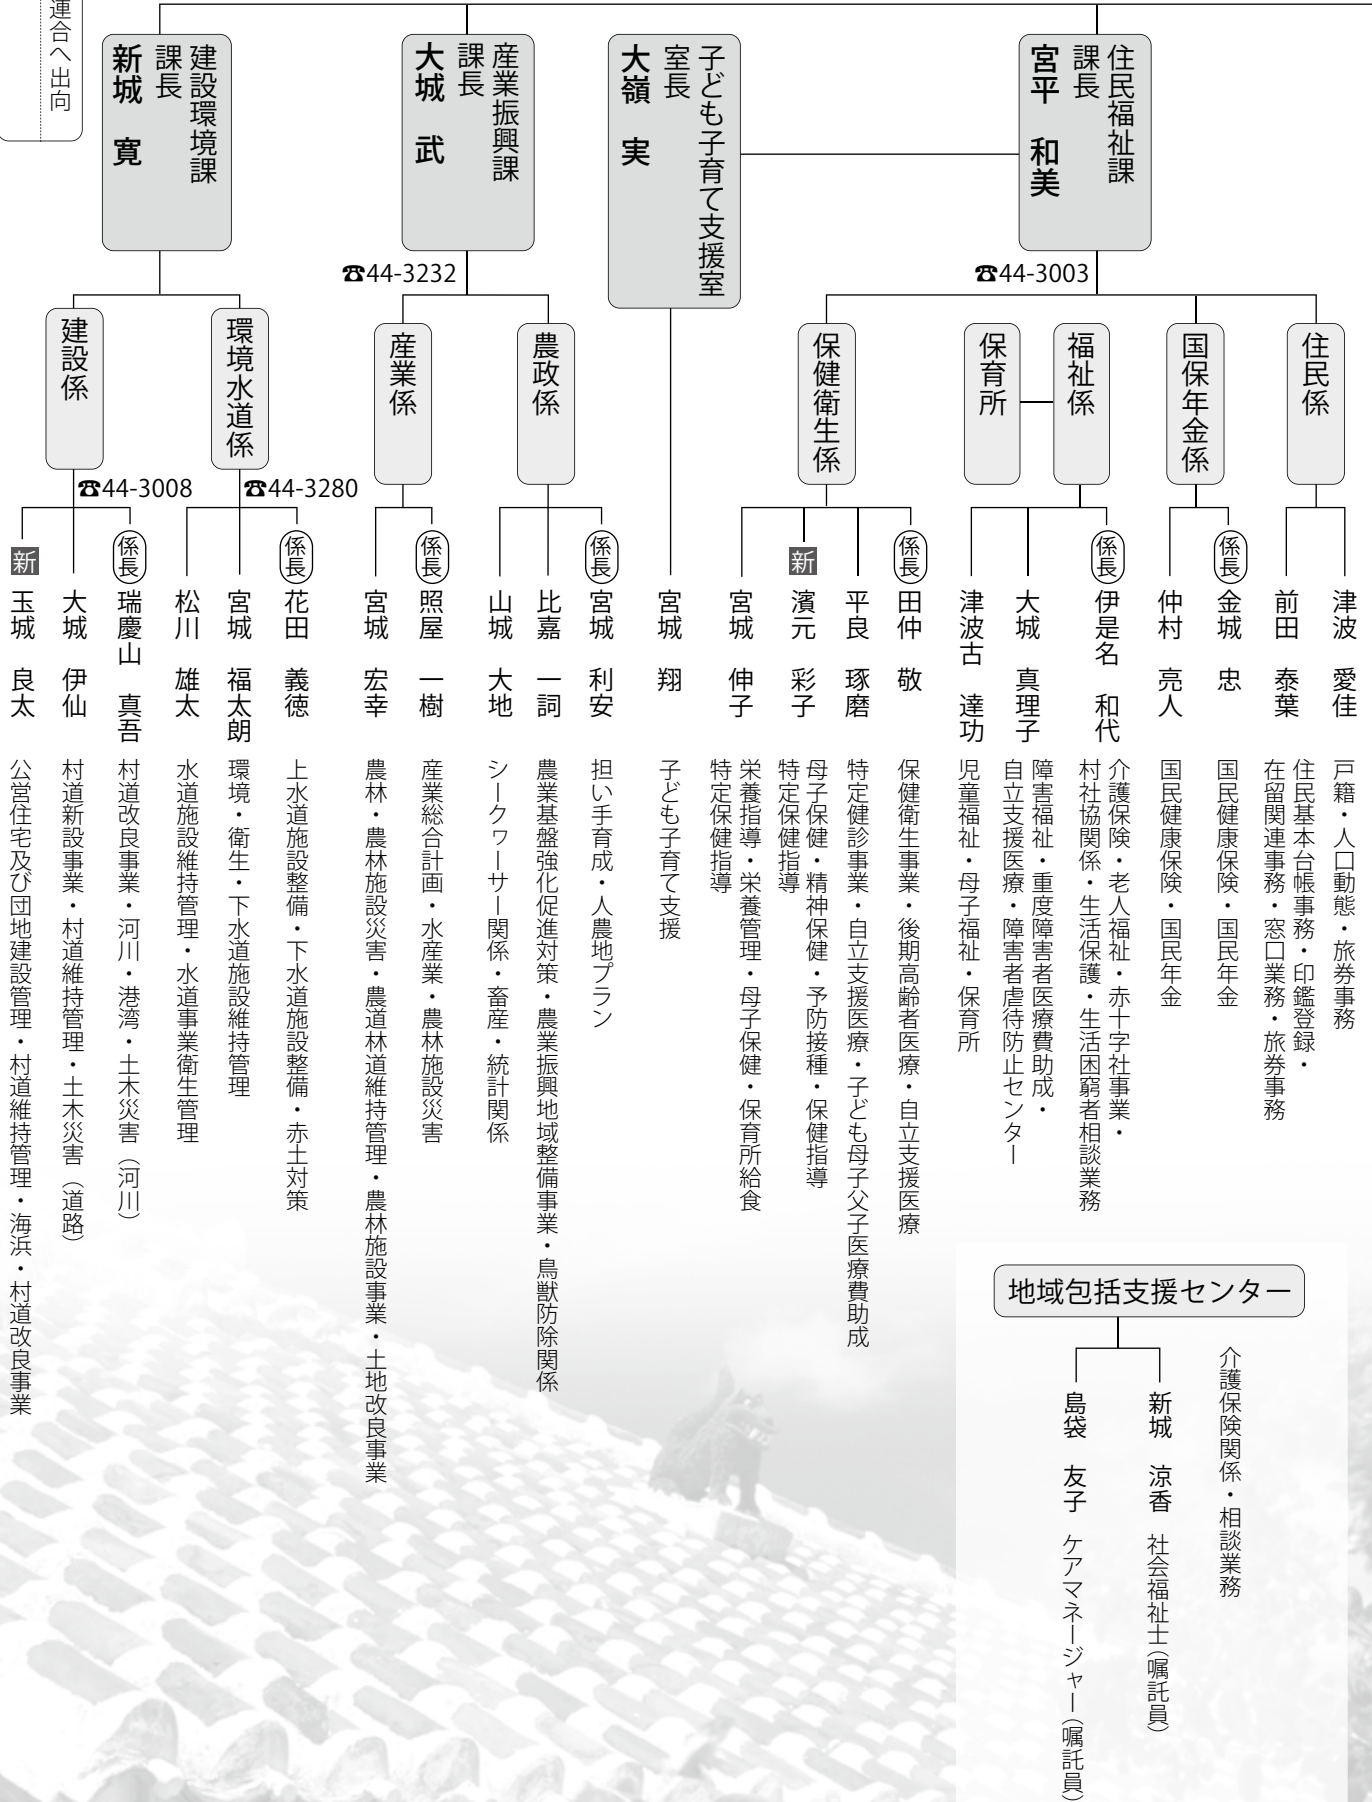 住民福祉課
課長
宮平 和美
☎44-3003
住民係
津波 愛佳
戸籍・人口動態・旅券事務
前田 泰葉
住民基本台帳事務・印鑑登録・
在留関連事務・窓口業務・旅券事務
国保年金係
係長
金城 忠
国民健康保険・国民年金
仲村 亮人
国民健康保険・国民年金
福祉係
保育所
係長
伊是名 和代
介護保険・老人福祉・赤十字社事業・
村社協関係・生活保護・生活困窮者相談業務
大城 真理子
障害福祉・重度障害者医療費助成・
自立支援医療・障害者虐待防止センター
津波古 達功
児童福祉・母子福祉・保育所
保健衛生係
係長
田仲 敬
保健衛生事業・後期高齢者医療・自立支援医療
平良 琢磨
特定健診事業・自立支援医療・子ども母子父子医療費助成
新
濱元 彩子
母子保健・精神保健・予防接種・保健指導
特定保健指導
宮城 伸子
栄養指導・栄養管理・母子保健・保育所給食
特定保健指導
子ども子育て支援室
室長
大嶺 実
宮城 翔
子ども子育て支援
産業振興課
課長
大城 武
☎44-3232
農政係
係長
宮城 利安
担い手育成・人農地プラン
比嘉 一詞
農業基盤強化促進対策・農業振興地域整備事業・鳥獣防除関係
山城 大地
シークヮーサー関係・畜産・統計関係
産業係
係長
照屋 一樹
産業総合計画・水産業・農林施設災害
宮城 宏幸
農林・農林施設災害・農道林道維持管理・農林施設事業・土地改良事業
建設環境課
課長
新城 寛
環境水道係
☎44-3280
係長
花田 義徳
上水道施設整備・下水道施設整備・赤土対策
宮城 福太朗
環境・衛生・下水道施設維持管理
松川 雄太
水道施設維持管理・水道事業衛生管理
建設係
☎44-3008
係長
瑞慶山 真吾
村道改良事業・河川・港湾・土木災害（河川）
大城 伊仙
村道新設事業・村道維持管理・土木災害（道路）
新
玉城 良太
公営住宅及び団地建設管理・村道維持管理・海浜・村道改良事業
連合へ出向
地域包括支援センター
介護保険関係・相談業務
新城 涼香 社会福祉士（嘱託員）
島袋 友子 ケアマネージャー（嘱託員）